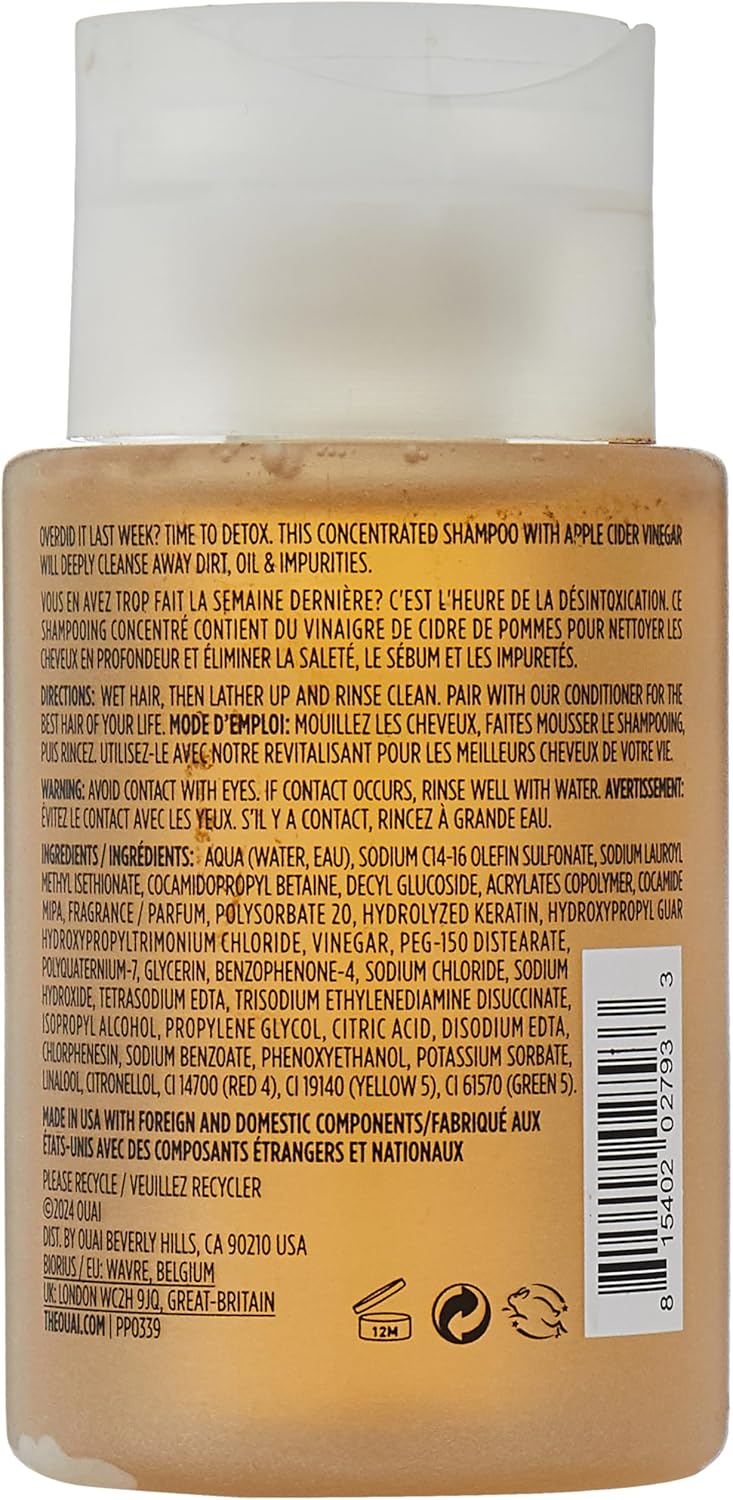 OVERDID IT LAST WEEK? TIME TO DETOX. THIS CONCENTRATED SHAMPOO WITH APPLE CIDER VINEGAR
WILL DEEPLY CLEANSE AWAY DIRT, OIL & IMPURITIES.
VOUS EN AVEZ TROP FAIT LA SEMAINE DERNIÈRE? C'EST L'HEURE DE LA DÉSINTOXICATION. CE
SHAMPOOING CONCENTRÉ CONTIENT DU VINAIGRE DE CIDRE DE POMMES POUR NETTOYER LES
CHEVEUX EN PROFONDEUR ET ÉLIMINER LA SALETÉ, LE SÉBUM ET LES IMPURETÉS.
DIRECTIONS: WET HAIR, THEN LATHER UP AND RINSE CLEAN. PAIR WITH OUR CONDITIONER FOR THE
BEST HAIR OF YOUR LIFE. MODE D'EMPLOI: MOUILLEZ LES CHEVEUX, FAITES MOUSSER LE SHAMPOOING,
PUIS RINCEZ. UTILISEZ-LE AVEC NOTRE REVITALISANT POUR LES MEILLEURS CHEVEUX DE VOTRE VIE.
WARNING: AVOID CONTACT WITH EYES. IF CONTACT OCCURS, RINSE WELL WITH WATER. AVERTISSEMENT:
ÉVITEZ LE CONTACT AVEC LES YEUX. S'IL Y A CONTACT, RINCEZ À GRANDE EAU.
INGREDIENTS / INGRÉDIENTS: AQUA (WATER, EAU), SODIUM C14-16 OLEFIN SULFONATE, SODIUM LAUROYL
METHYL ISETHIONATE, COCAMIDOPROPYL BETAINE, DECYL GLUCOSIDE, ACRYLATES COPOLYMER, COCAMIDE
MIPA, FRAGRANCE / PARFUM, POLYSORBATE 20, HYDROLYZED KERATIN, HYDROXYPROPYL GUAR
HYDROXYPROPYLTRIMONIUM CHLORIDE, VINEGAR, PEG-150 DISTEARATE,
POLYQUATERNIUM-7, GLYCERIN, BENZOPHENONE-4, SODIUM CHLORIDE, SODIUM
HYDROXIDE, TETRASODIUM EDTA, TRISODIUM ETHYLENEDIAMINE DISUCCINATE,
ISOPROPYL ALCOHOL, PROPYLENE GLYCOL, CITRIC ACID, DISODIUM EDTA,
CHLORPHENESIN, SODIUM BENZOATE, PHENOXYETHANOL, POTASSIUM SORBATE,
LINALOOL, CITRONELLOL, CI 14700 (RED 4), CI 19140 (YELLOW 5), CI 61570 (GREEN 5).
MADE IN USA WITH FOREIGN AND DOMESTIC COMPONENTS/FABRIQUÉ AUX
ÉTATS-UNIS AVEC DES COMPOSANTS ÉTRANGERS ET NATIONAUX
PLEASE RECYCLE / VEUILLEZ RECYCLER
©2024 OUAI
DIST. BY OUAI BEVERLY HILLS, CA 90210 USA
BIORIUS / EU: WAVRE, BELGIUM
UK: LONDON WC2H 9JQ, GREAT-BRITAIN
THEOUAI.COM | PP0339
12M
8 15402 02793 3